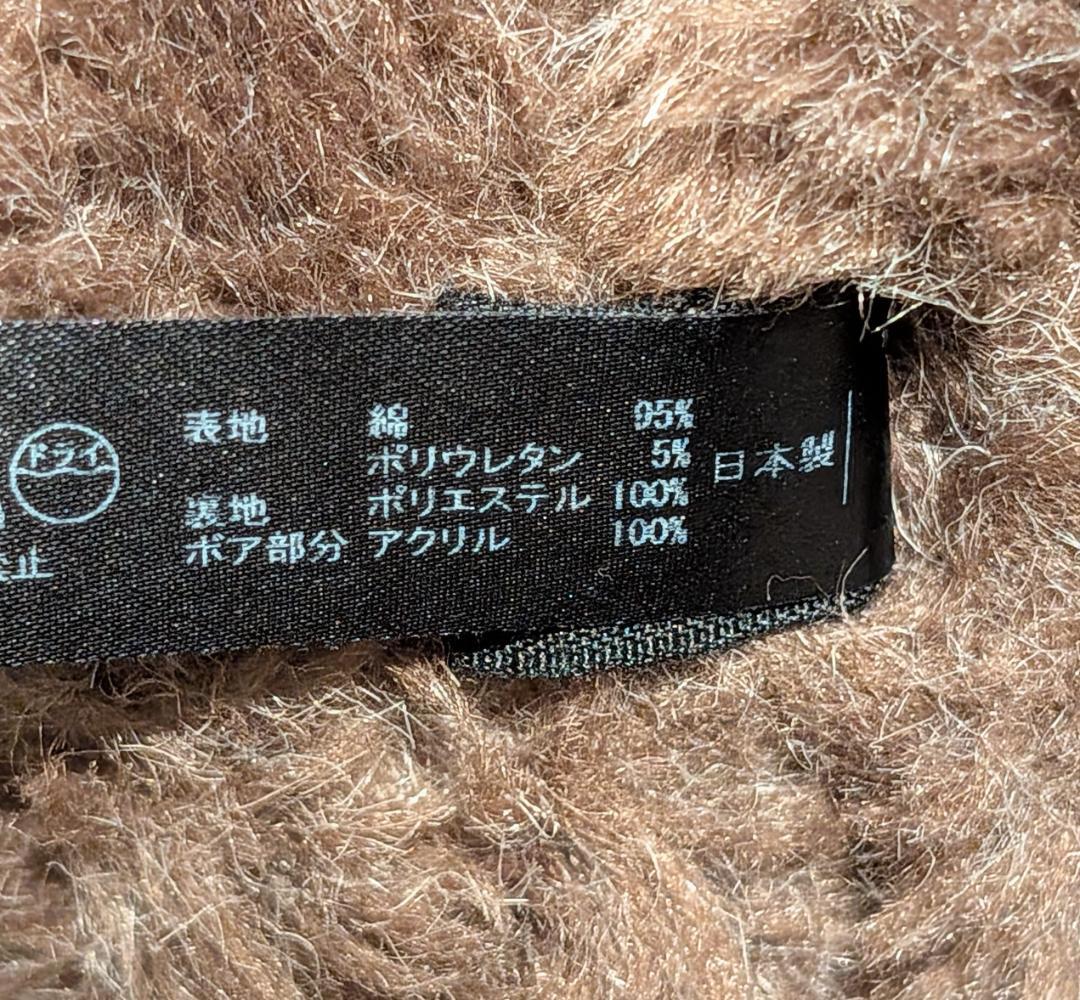 ドライ
表地 綿 95%
ポリウレタン 5%
裏地 ポリエステル 100%
ボア部分 アクリル 100%
日本製
止